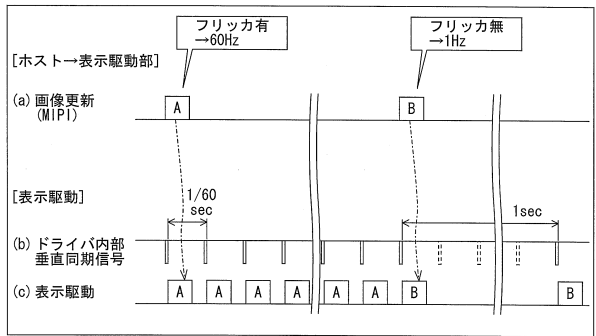 フリッカ有
→60Hz
フリッカ無
→1Hz
[ホスト→表示駆動部]
(a) 画像更新
(MIPI)
A
B
[表示駆動]
1/60
sec
1sec
(b) ドライバ内部
垂直同期信号
(c) 表示駆動
A A A A A A B B